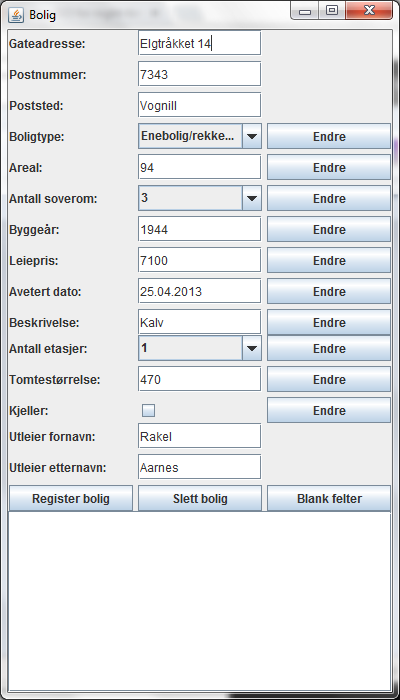 Bolig
Gateadresse: Elgtråkket 14
Postnummer: 7343
Poststed: Vognill
Boligtype: Enebolig/rekke... Endre
Areal: 94 Endre
Antall soverom: 3 Endre
Byggeår: 1944 Endre
Leiepris: 7100 Endre
Avetert dato: 25.04.2013 Endre
Beskrivelse: Kalv Endre
Antall etasjer: 1 Endre
Tomtestørrelse: 470 Endre
Kjeller: Endre
Utleier fornavn: Rakel
Utleier etternavn: Aarnes
Register bolig Slett bolig Blank felter